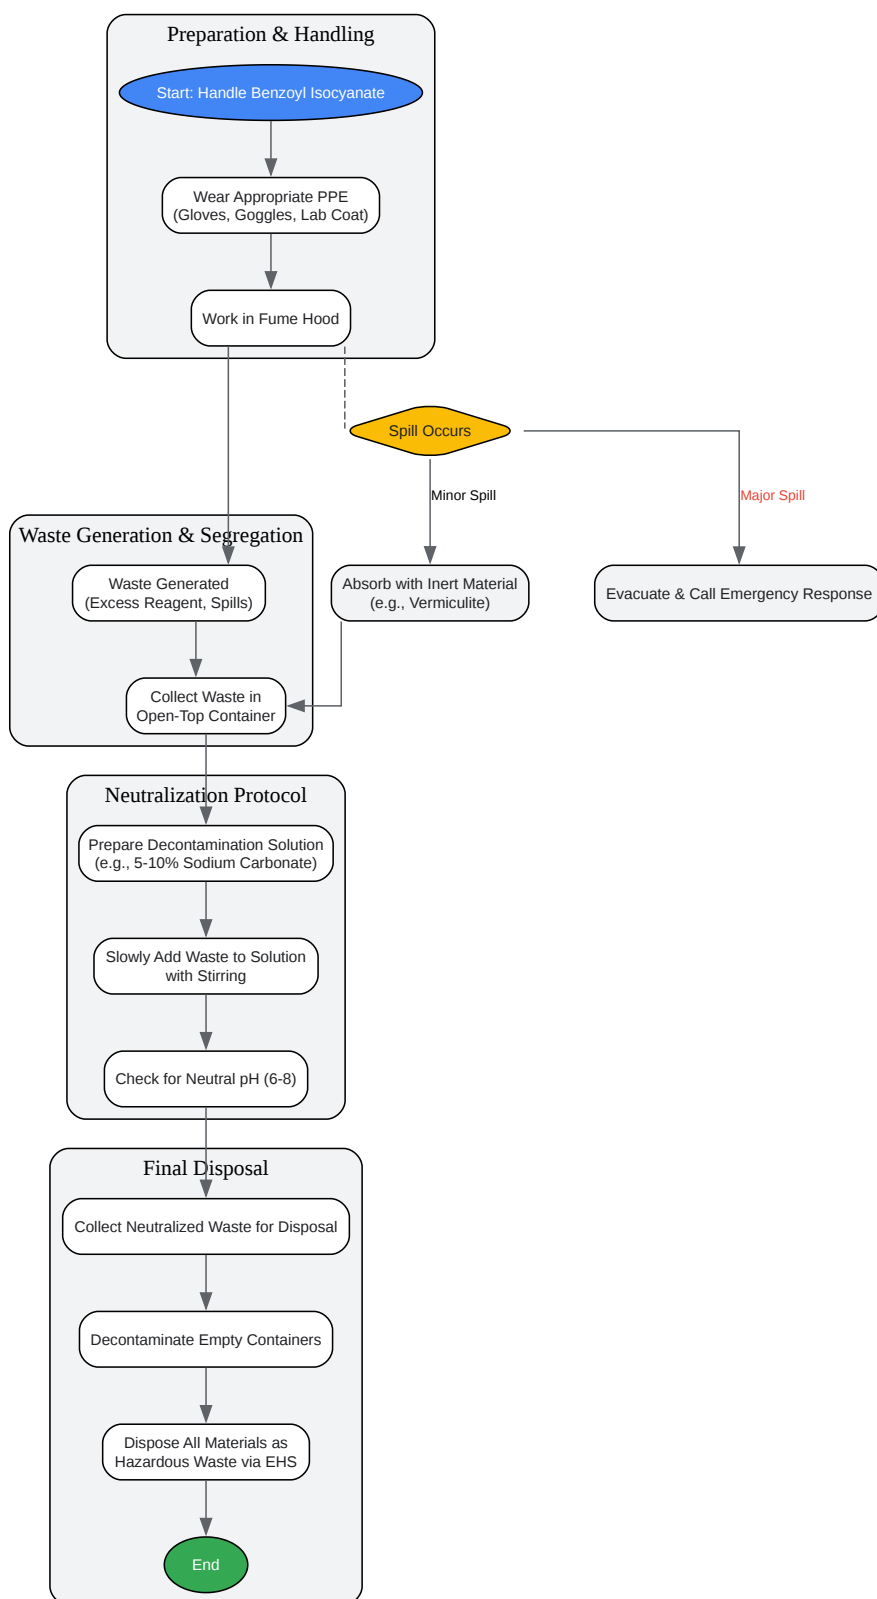 Preparation & Handling
Start: Handle Benzoyl Isocyanate
Wear Appropriate PPE
(Gloves, Goggles, Lab Coat)
Work in Fume Hood
Spill Occurs
Minor Spill
Major Spill
Waste Generation & Segregation
Waste Generated
(Excess Reagent, Spills)
Absorb with Inert Material
(e.g., Vermiculite)
Evacuate & Call Emergency Response
Collect Waste in
Open-Top Container
Neutralization Protocol
Prepare Decontamination Solution
(e.g., 5-10% Sodium Carbonate)
Slowly Add Waste to Solution
with Stirring
Check for Neutral pH (6-8)
Final Disposal
Collect Neutralized Waste for Disposal
Decontaminate Empty Containers
Dispose All Materials as
Hazardous Waste via EHS
End